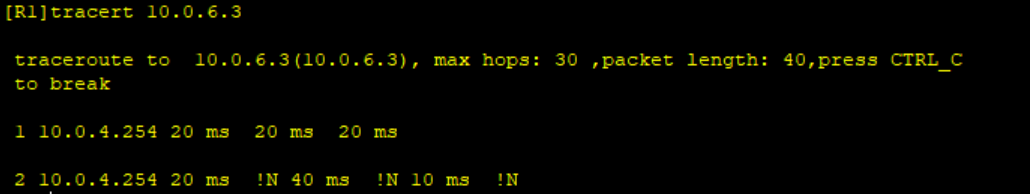 [R1]tracert 10.0.6.3
traceroute to  10.0.6.3(10.0.6.3), max hops: 30 ,packet length: 40,press CTRL_C
to break
1 10.0.4.254 20 ms  20 ms  20 ms
2 10.0.4.254 20 ms  !N 40 ms  !N 10 ms  !N